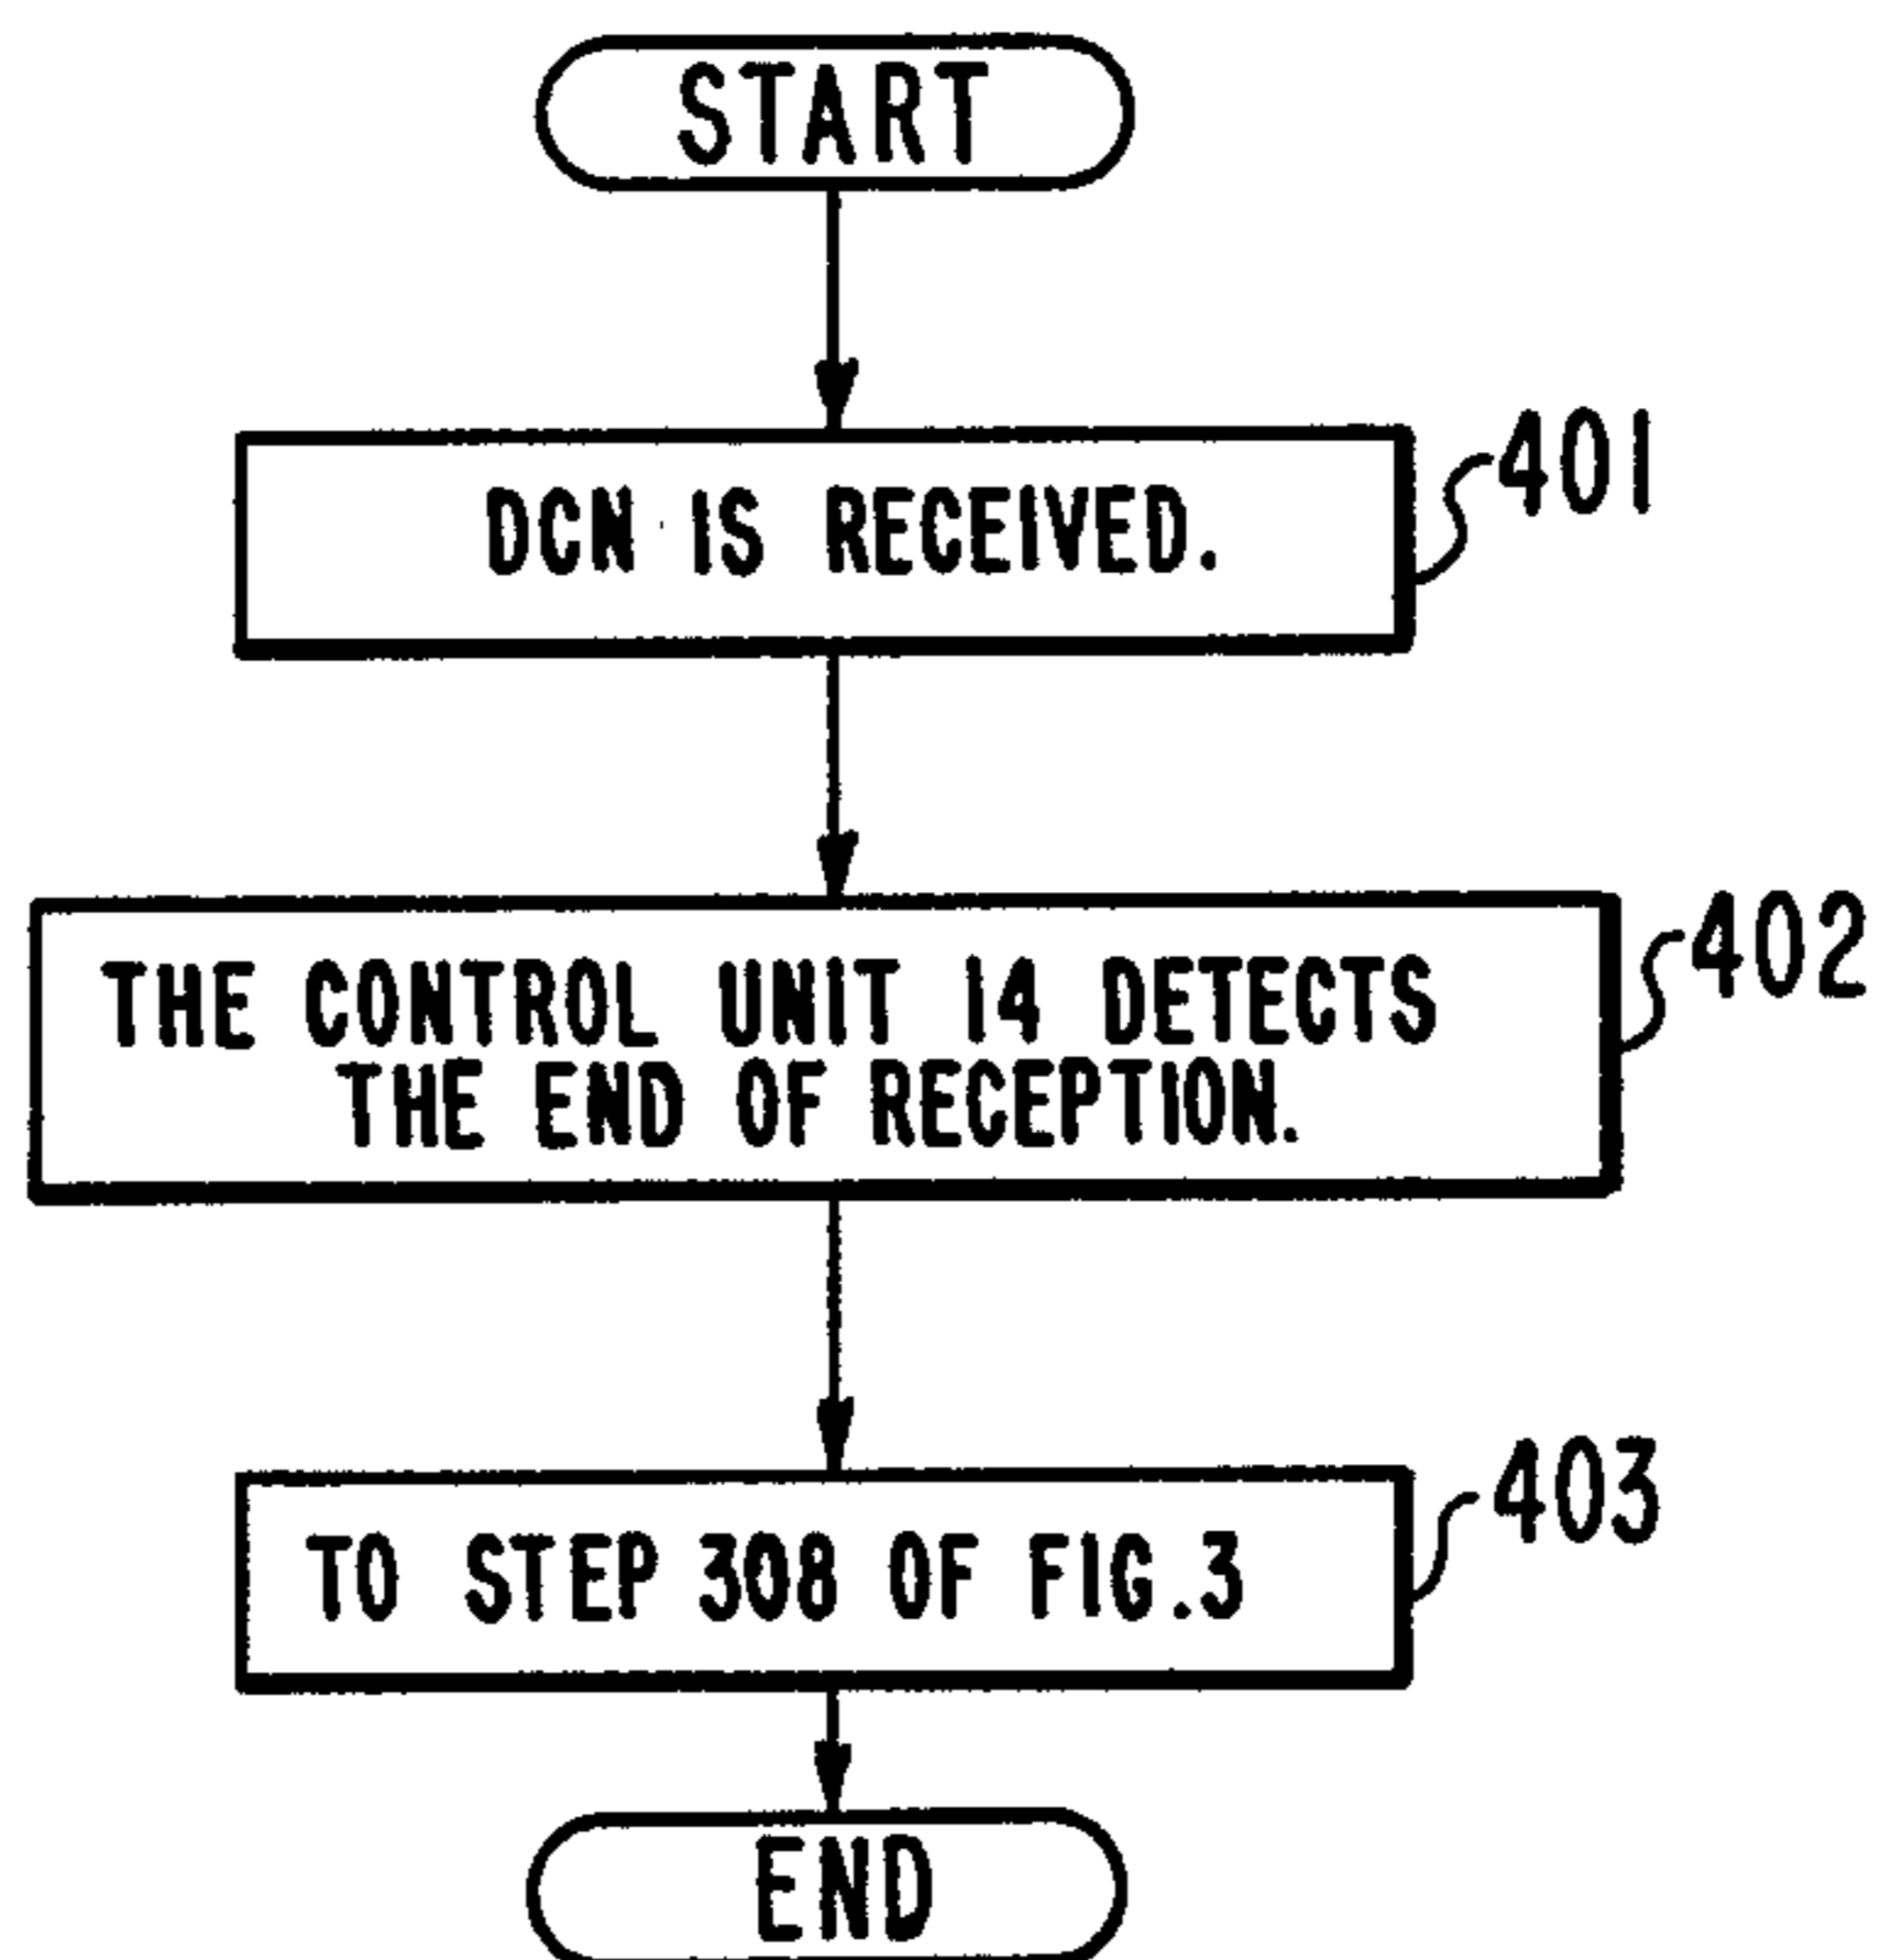 START
DCN IS RECEIVED.
401
THE CONTROL UNIT 14 DETECTS
THE END OF RECEPTION.
402
TO STEP 308 OF FIG.3
403
END